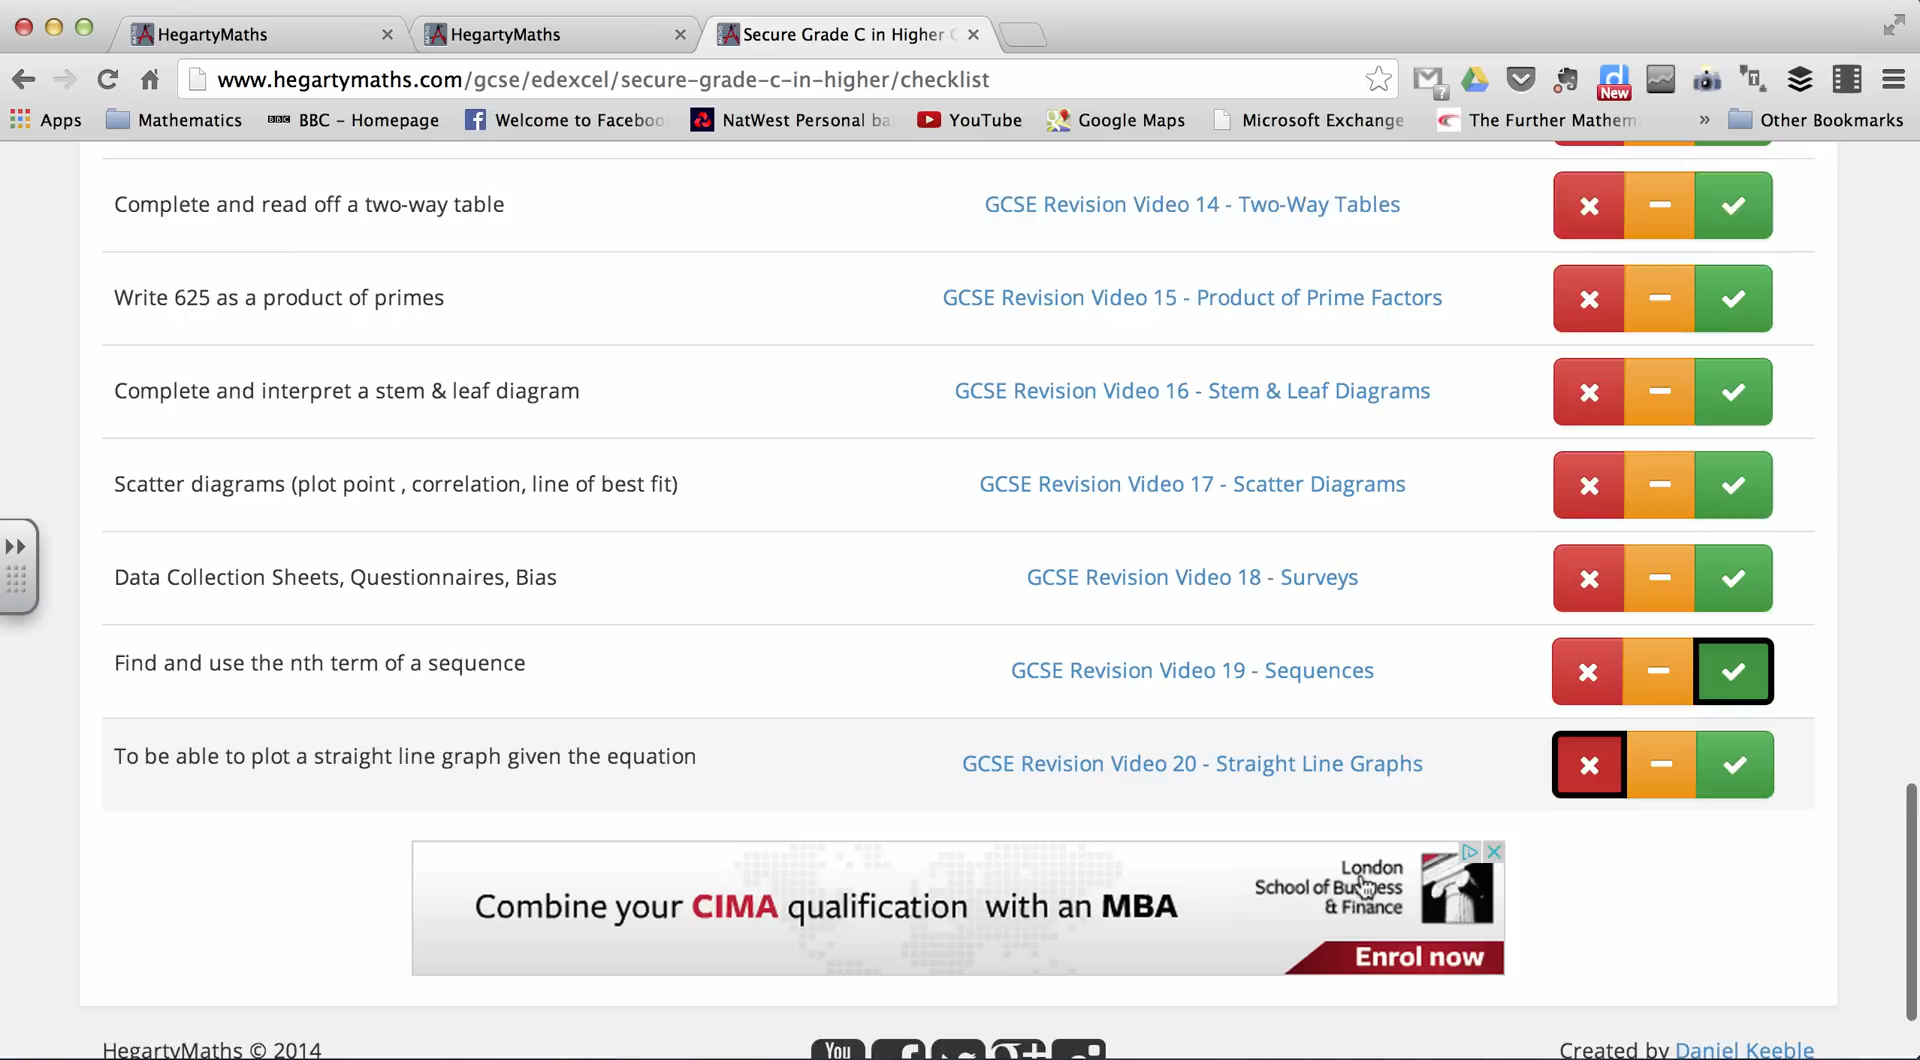 HegartyMaths
HegartyMaths
Secure Grade C in Higher
www.hegartymaths.com/gcse/edexcel/secure-grade-c-in-higher/checklist
New
Apps
Mathematics
BBC BBC – Homepage
Welcome to Faceboo
NatWest Personal ba
YouTube
Google Maps
Microsoft Exchange
The Further Mathem
» Other Bookmarks
Complete and read off a two-way table
GCSE Revision Video 14 - Two-Way Tables
Write 625 as a product of primes
GCSE Revision Video 15 - Product of Prime Factors
Complete and interpret a stem & leaf diagram
GCSE Revision Video 16 - Stem & Leaf Diagrams
Scatter diagrams (plot point , correlation, line of best fit)
GCSE Revision Video 17 - Scatter Diagrams
Data Collection Sheets, Questionnaires, Bias
GCSE Revision Video 18 - Surveys
Find and use the nth term of a sequence
GCSE Revision Video 19 - Sequences
To be able to plot a straight line graph given the equation
GCSE Revision Video 20 - Straight Line Graphs
Combine your CIMA qualification with an MBA
London
School of Business
& Finance
Enrol now
HegartyMaths © 2014
You
Created by Daniel Keeble